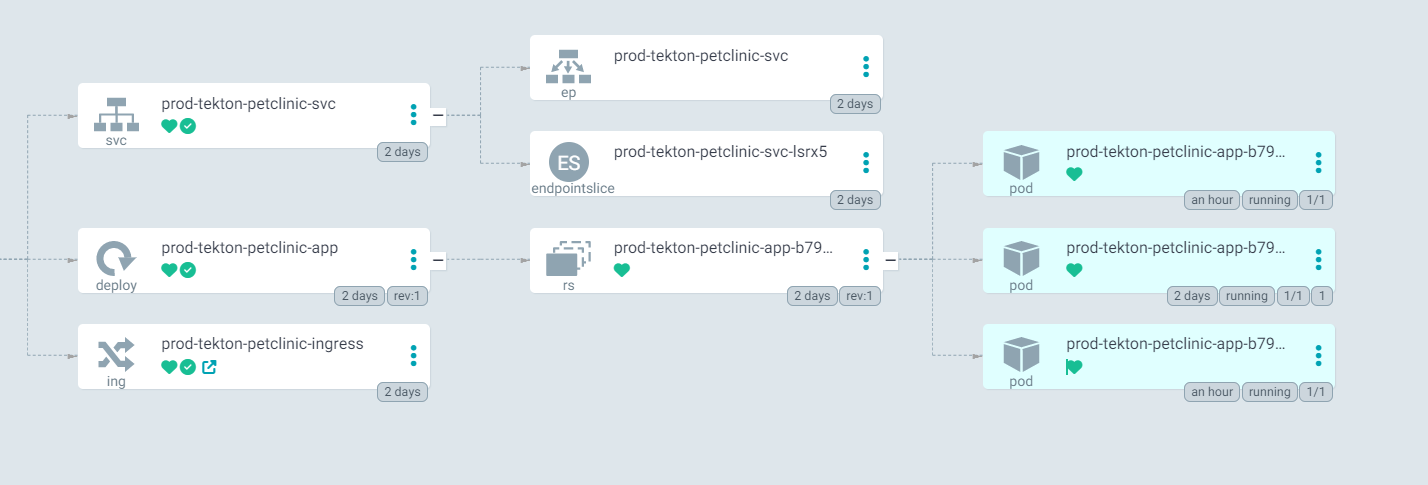 prod-tekton-petclinic-svc
svc
2 days
prod-tekton-petclinic-app
deploy
2 days rev:1
prod-tekton-petclinic-ingress
ing
2 days
prod-tekton-petclinic-svc
ep
2 days
ES
prod-tekton-petclinic-svc-lsrx5
endpointslice
2 days
prod-tekton-petclinic-app-b79...
rs
2 days rev:1
prod-tekton-petclinic-app-b79...
pod
an hour running 1/1
prod-tekton-petclinic-app-b79...
pod
2 days running 1/1 1
prod-tekton-petclinic-app-b79...
pod
an hour running 1/1